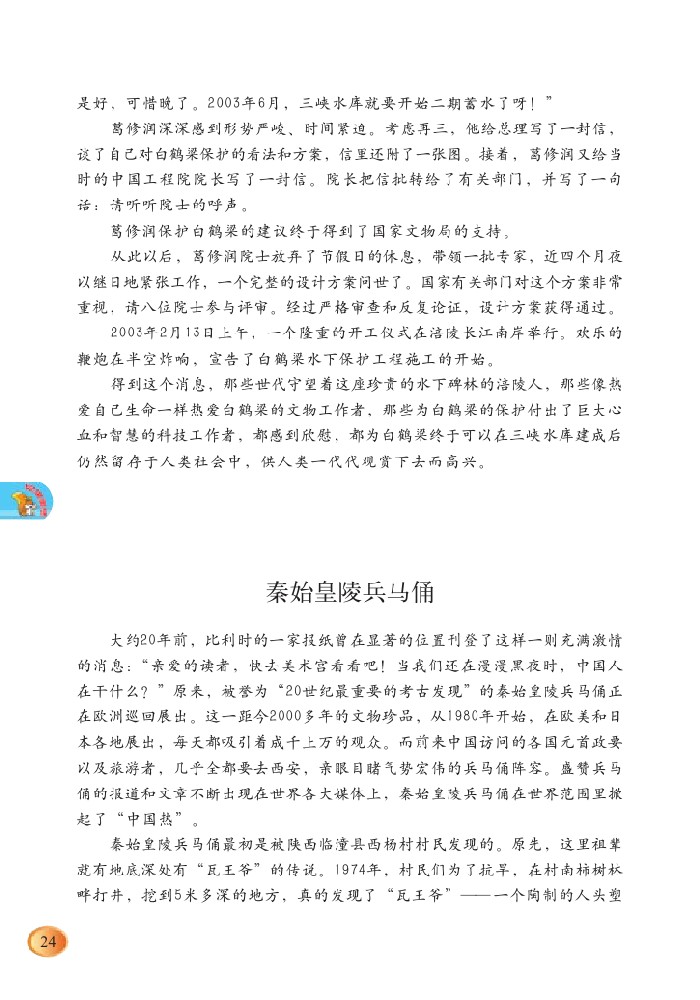 是好，可惜晚了。2003年6月，三峡水库就要开始二期蓄水了呀！”
葛修润深深感到形势严峻、时间紧迫。考虑再三，他给总理写了一封信，
谈了自己对白鹤梁保护的看法和方案，信里还附了一张图。接着，葛修润又给当
时的中国工程院院长写了一封信。院长把信批转给了有关部门，并写了一句
话：请听听院士的呼声。
葛修润保护白鹤梁的建议终于得到了国家文物局的支持。
从此以后，葛修润院士放弃了节假日的休息，带领一批专家，近四个月夜
以继日地紧张工作，一个完整的设计方案问世了。国家有关部门对这个方案非常
重视，请八位院士参与评审。经过严格审查和反复论证，设计方案获得通过。
2003年2月13日上午，一个隆重的开工仪式在涪陵长江南岸举行。欢乐的
鞭炮在半空炸响，宣告了白鹤梁水下保护工程施工的开始。
得到这个消息，那些世代守望着这座珍贵的水下碑林的涪陵人，那些像热
爱自己生命一样热爱白鹤梁的文物工作者，那些为白鹤梁的保护付出了巨大心
血和智慧的科技工作者，都感到欣慰，都为白鹤梁终于可以在三峡水库建成后
仍然留存于人类社会中，供人类一代代观赏下去而高兴。
秦始皇陵兵马俑
大约20年前，比利时的一家报纸曾在显著的位置刊登了这样一则充满激情
的消息：“亲爱的读者，快去美术宫看看吧！当我们还在漫漫黑夜时，中国人
在干什么？”原来，被誉为“20世纪最重要的考古发现”的秦始皇陵兵马俑正
在欧洲巡回展出。这一距今2000多年的文物珍品，从1980年开始，在欧美和日
本各地展出，每天都吸引着成千上万的观众。而前来中国访问的各国元首政要
以及旅游者，几乎全都要去西安，亲眼目睹气势宏伟的兵马俑阵容。盛赞兵马
俑的报道和文章不断出现在世界各大媒体上，秦始皇陵兵马俑在世界范围里掀
起了“中国热”。
秦始皇陵兵马俑最初是被陕西临潼县西杨村村民发现的。原先，这里祖辈
就有地底深处有“瓦王爷”的传说。1974年，村民们为了抗旱，在村南柿树林
畔打井，挖到5米多深的地方，真的发现了“瓦王爷”——一个陶制的人头塑
24